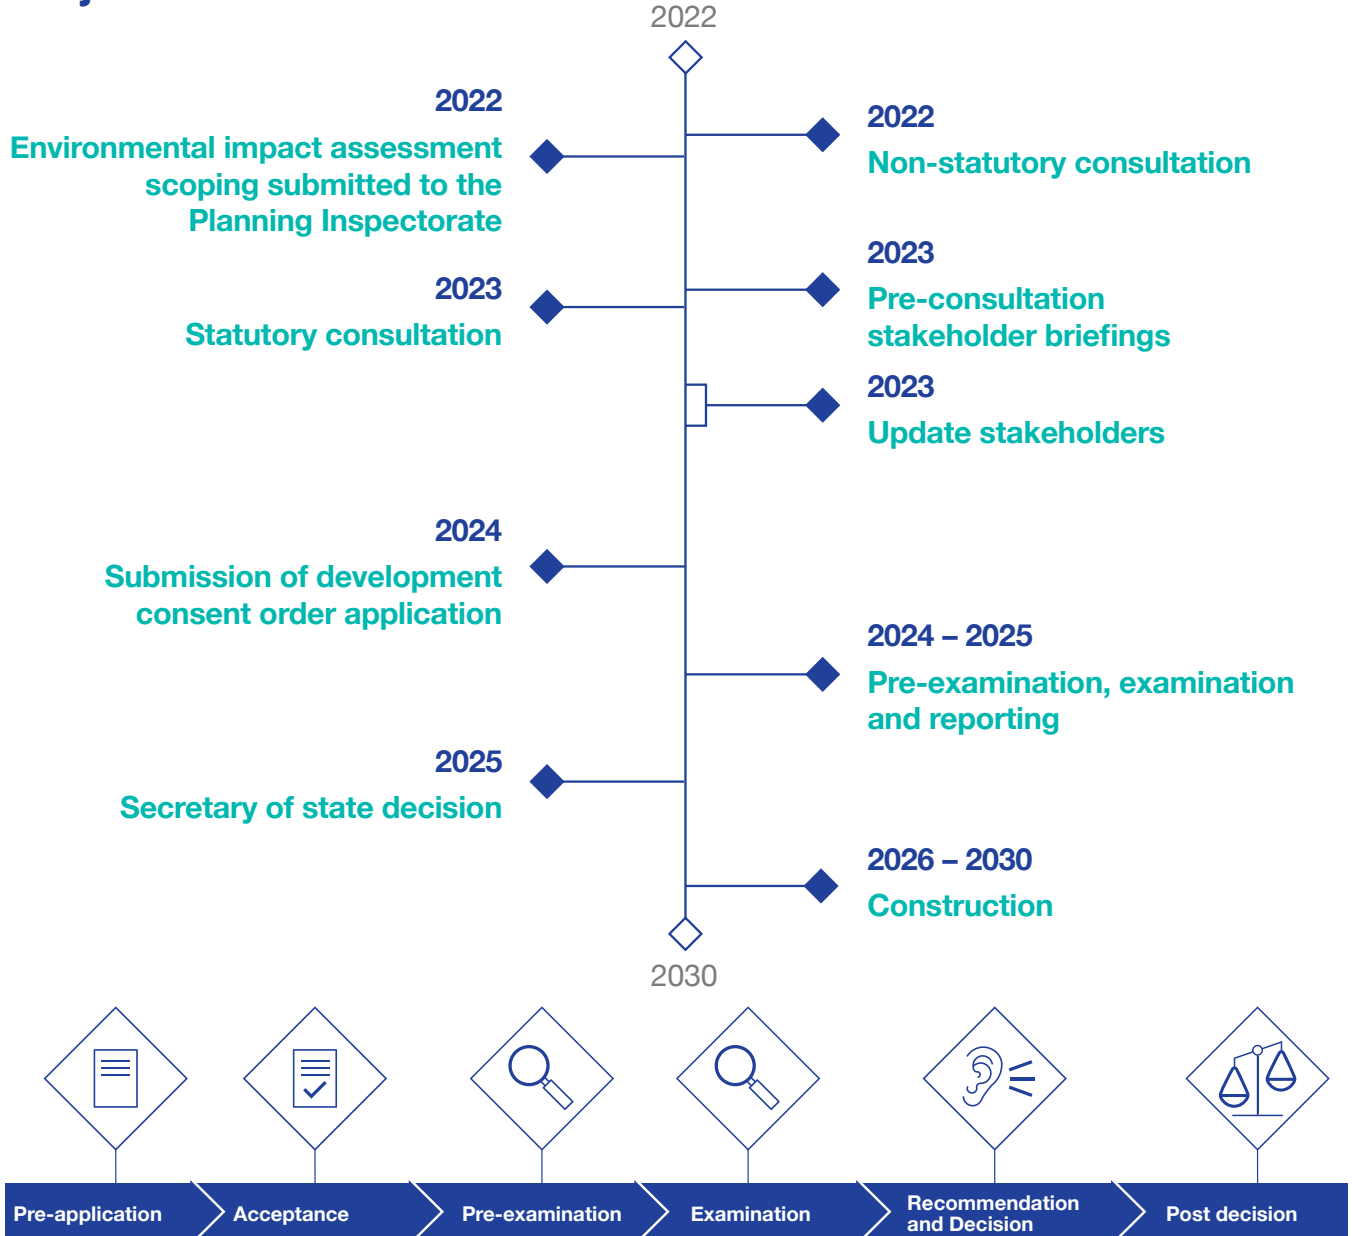 2022
2022
Environmental impact assessment
scoping submitted to the
Planning Inspectorate
2022
Non-statutory consultation
2023
Pre-consultation
stakeholder briefings
2023
Statutory consultation
2023
Update stakeholders
2024
Submission of development
consent order application
2024 – 2025
Pre-examination, examination
and reporting
2025
Secretary of state decision
2026 – 2030
Construction
2030
Pre-application
Acceptance
Pre-examination
Examination
Recommendation
and Decision
Post decision